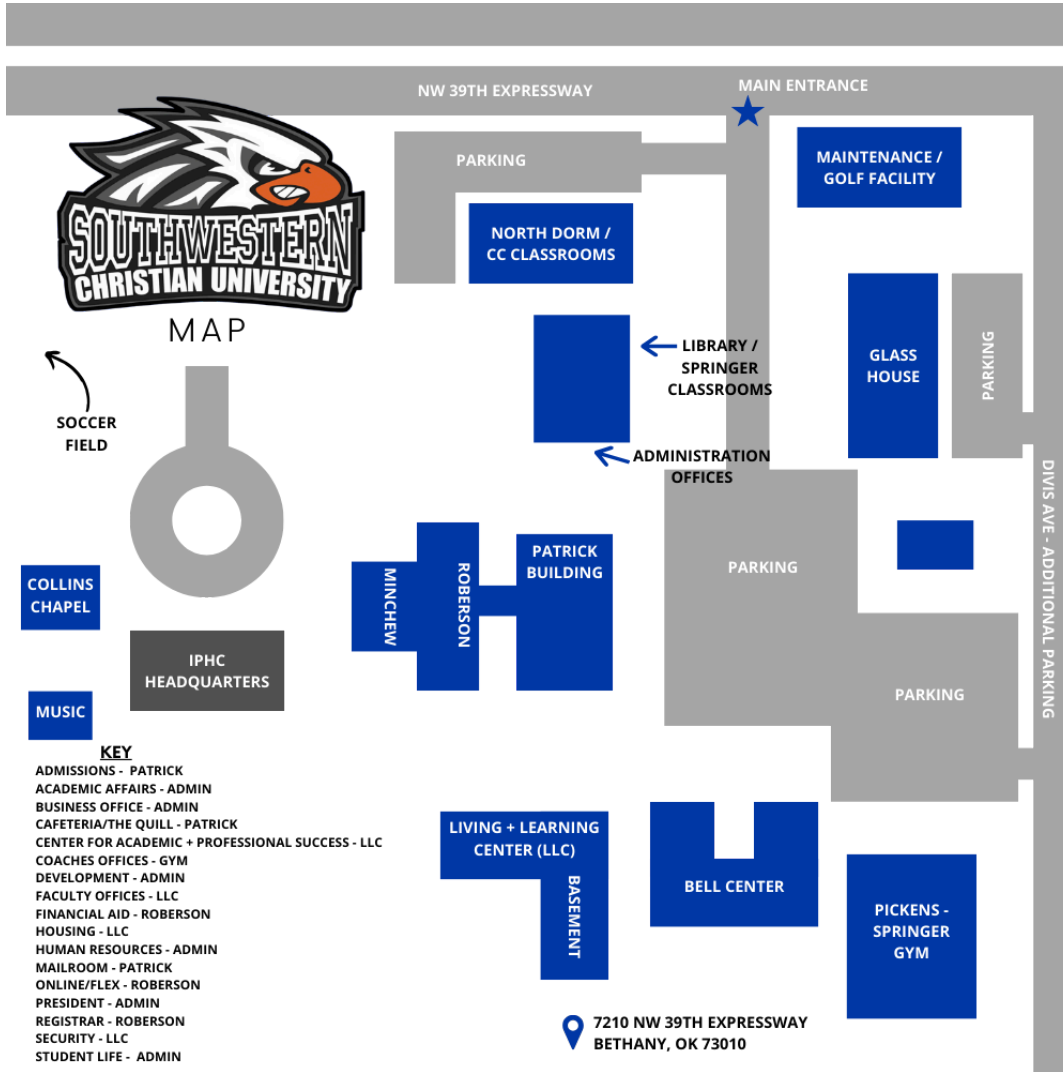 NW 39TH EXPRESSWAY
MAIN ENTRANCE
PARKING
MAINTENANCE /
GOLF FACILITY
SOUTHWESTERN
CHRISTIAN UNIVERSITY
MAP
NORTH DORM /
CC CLASSROOMS
LIBRARY /
SPRINGER
CLASSROOMS
GLASS
HOUSE
PARKING
SOCCER
FIELD
ADMINISTRATION
OFFICES
DIVIS AVE - ADDITIONAL PARKING
PATRICK
BUILDING
ROBERSON
MINCHEW
PARKING
COLLINS
CHAPEL
IPHC
HEADQUARTERS
PARKING
MUSIC
KEY
ADMISSIONS - PATRICK
ACADEMIC AFFAIRS - ADMIN
BUSINESS OFFICE - ADMIN
CAFETERIA/THE QUILL - PATRICK
CENTER FOR ACADEMIC + PROFESSIONAL SUCCESS - LLC
COACHES OFFICES - GYM
DEVELOPMENT - ADMIN
FACULTY OFFICES - LLC
FINANCIAL AID - ROBERSON
HOUSING - LLC
HUMAN RESOURCES - ADMIN
MAILROOM - PATRICK
ONLINE/FLEX - ROBERSON
PRESIDENT - ADMIN
REGISTRAR - ROBERSON
SECURITY - LLC
STUDENT LIFE - ADMIN
LIVING + LEARNING
CENTER (LLC)
BASEMENT
BELL CENTER
PICKENS -
SPRINGER
GYM
7210 NW 39TH EXPRESSWAY
BETHANY, OK 73010